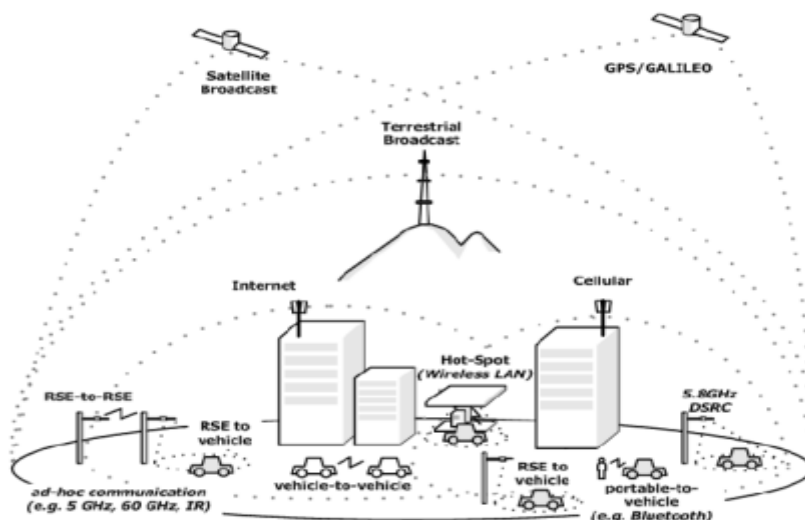 Satellite
Broadcast
GPS/GALILEO
Terrestrial
Broadcast
Internet
Cellular
Hot-Spot
(Wireless LAN)
RSE-to-RSE
RSE to
vehicle
5.8GHz
DSRC
vehicle-to-vehicle
RSE to
vehicle
portable-to-
vehicle
(e.g. Bluetooth)
ad-hoc communication
(e.g. 5 GHz, 60 GHz, IR)